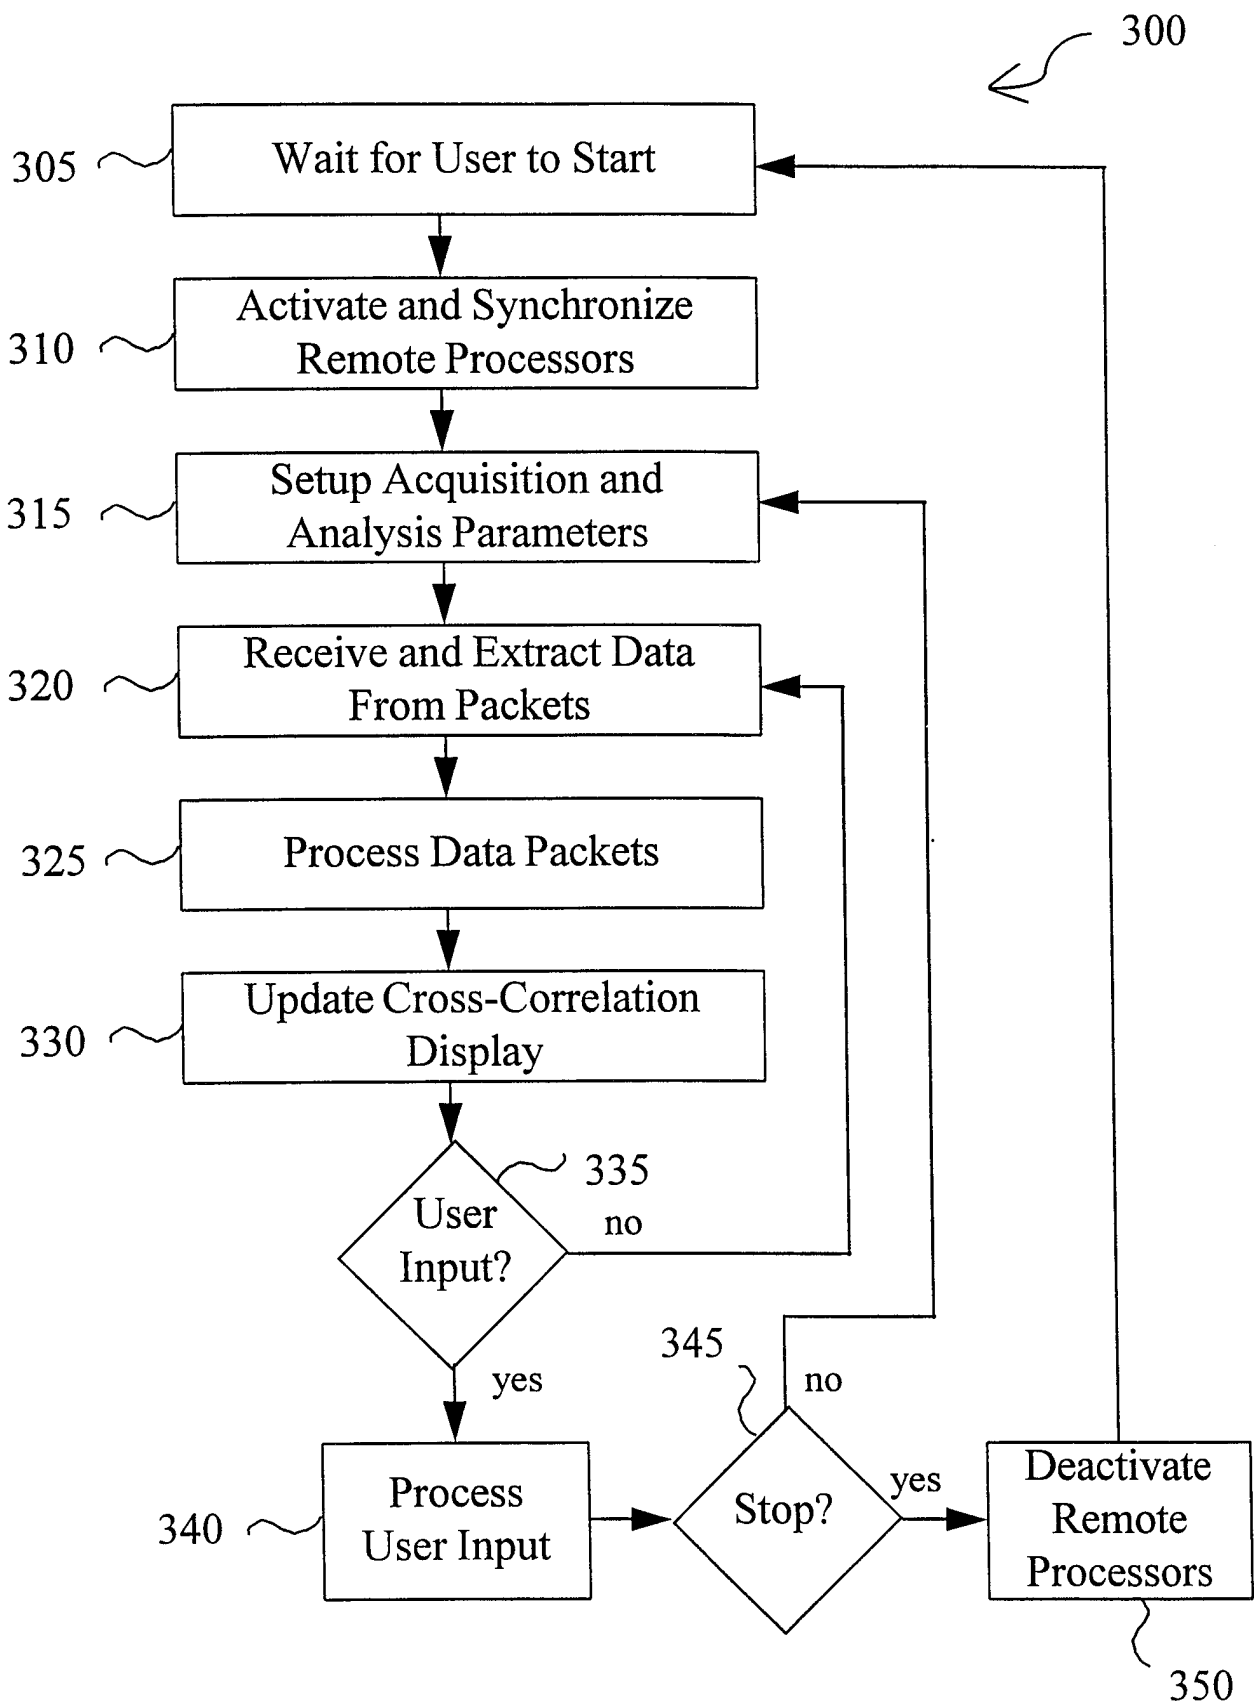 300
305
Wait for User to Start
310
Activate and Synchronize
Remote Processors
315
Setup Acquisition and
Analysis Parameters
320
Receive and Extract Data
From Packets
325
Process Data Packets
330
Update Cross-Correlation
Display
335
User
Input?
no
yes
345
no
340
Process
User Input
Stop?
yes
Deactivate
Remote
Processors
350